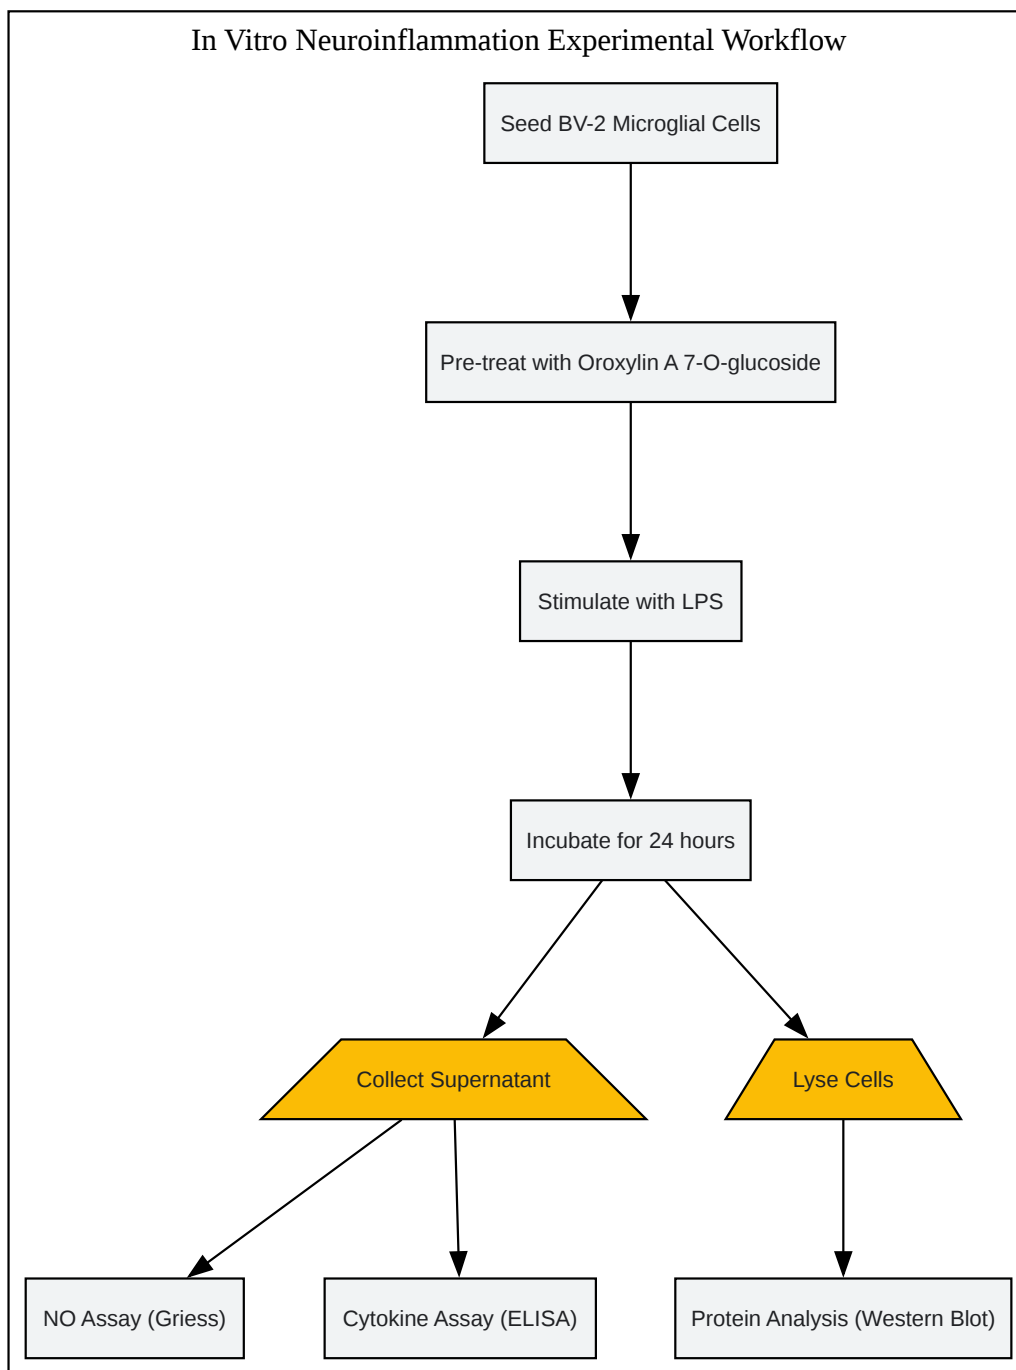 In Vitro Neuroinflammation Experimental Workflow
Seed BV-2 Microglial Cells
Pre-treat with Oroxylin A 7-O-glucoside
Stimulate with LPS
Incubate for 24 hours
Collect Supernatant
Lyse Cells
NO Assay (Griess)
Cytokine Assay (ELISA)
Protein Analysis (Western Blot)